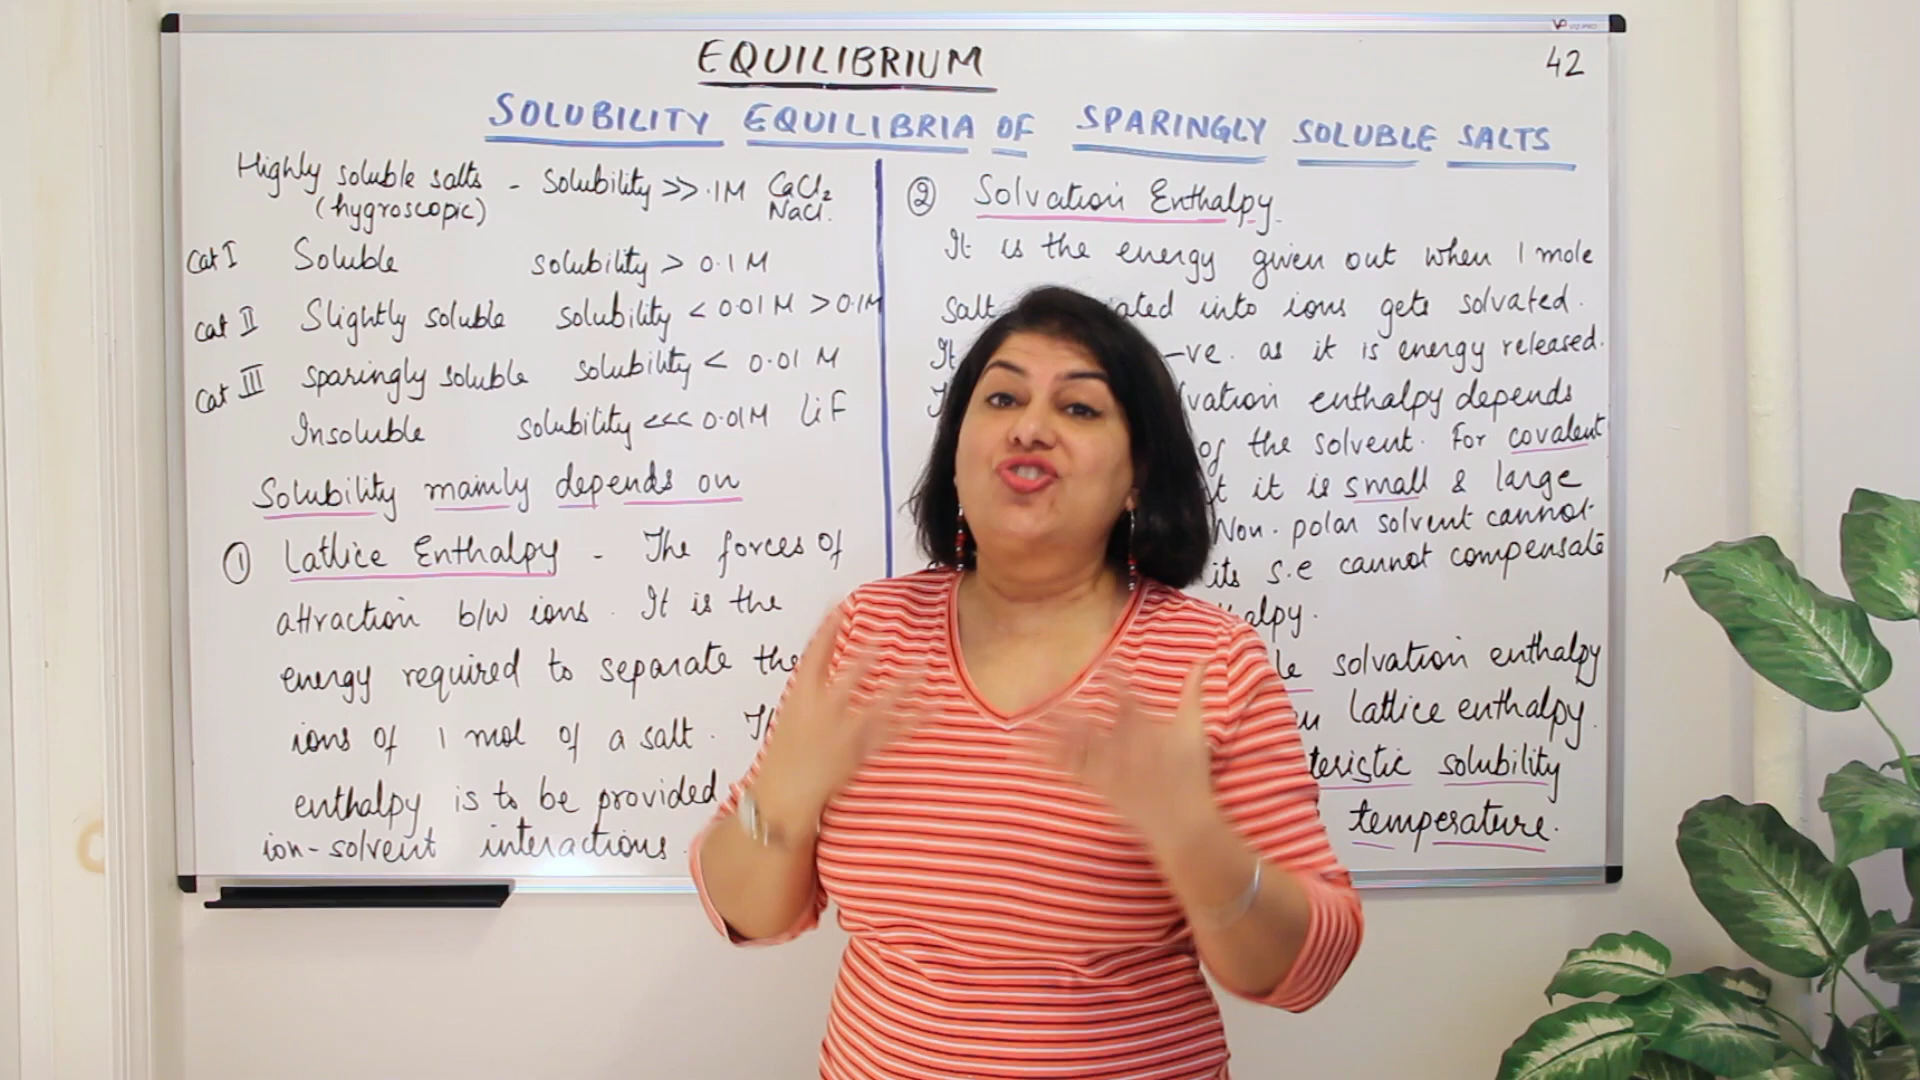 VIZ-PRO
EQUILIBRIUM
42
SOLUBILITY EQUILIBRIA OF SPARINGLY SOLUBLE SALTS
Highly soluble salts - Solubility >> .1M CaCl2
(hygroscopic) NaCl.
Cat I Soluble solubility > 0.1 M
Cat II Slightly soluble solubility < 0.01 M > 0.1M
Cat III Sparingly soluble solubility < 0.01 M
Insoluble solubility <<< 0.01M LiF
Solubility mainly depends on
① Lattice Enthalpy - The forces of
attraction b/w ions. It is the
energy required to separate the
ions of 1 mol of a salt.
enthalpy is to be provided
ion-solvent interactions.
② Solvation Enthalpy.
It is the energy given out when 1 mole
salt into ions gets solvated.
It -ve. as it is energy released.
enthalpy depends
of the solvent. For covalent
it is small & large
Non-polar solvent cannot
its s.e cannot compensate
solvation enthalpy
lattice enthalpy.
solubility
temperature.